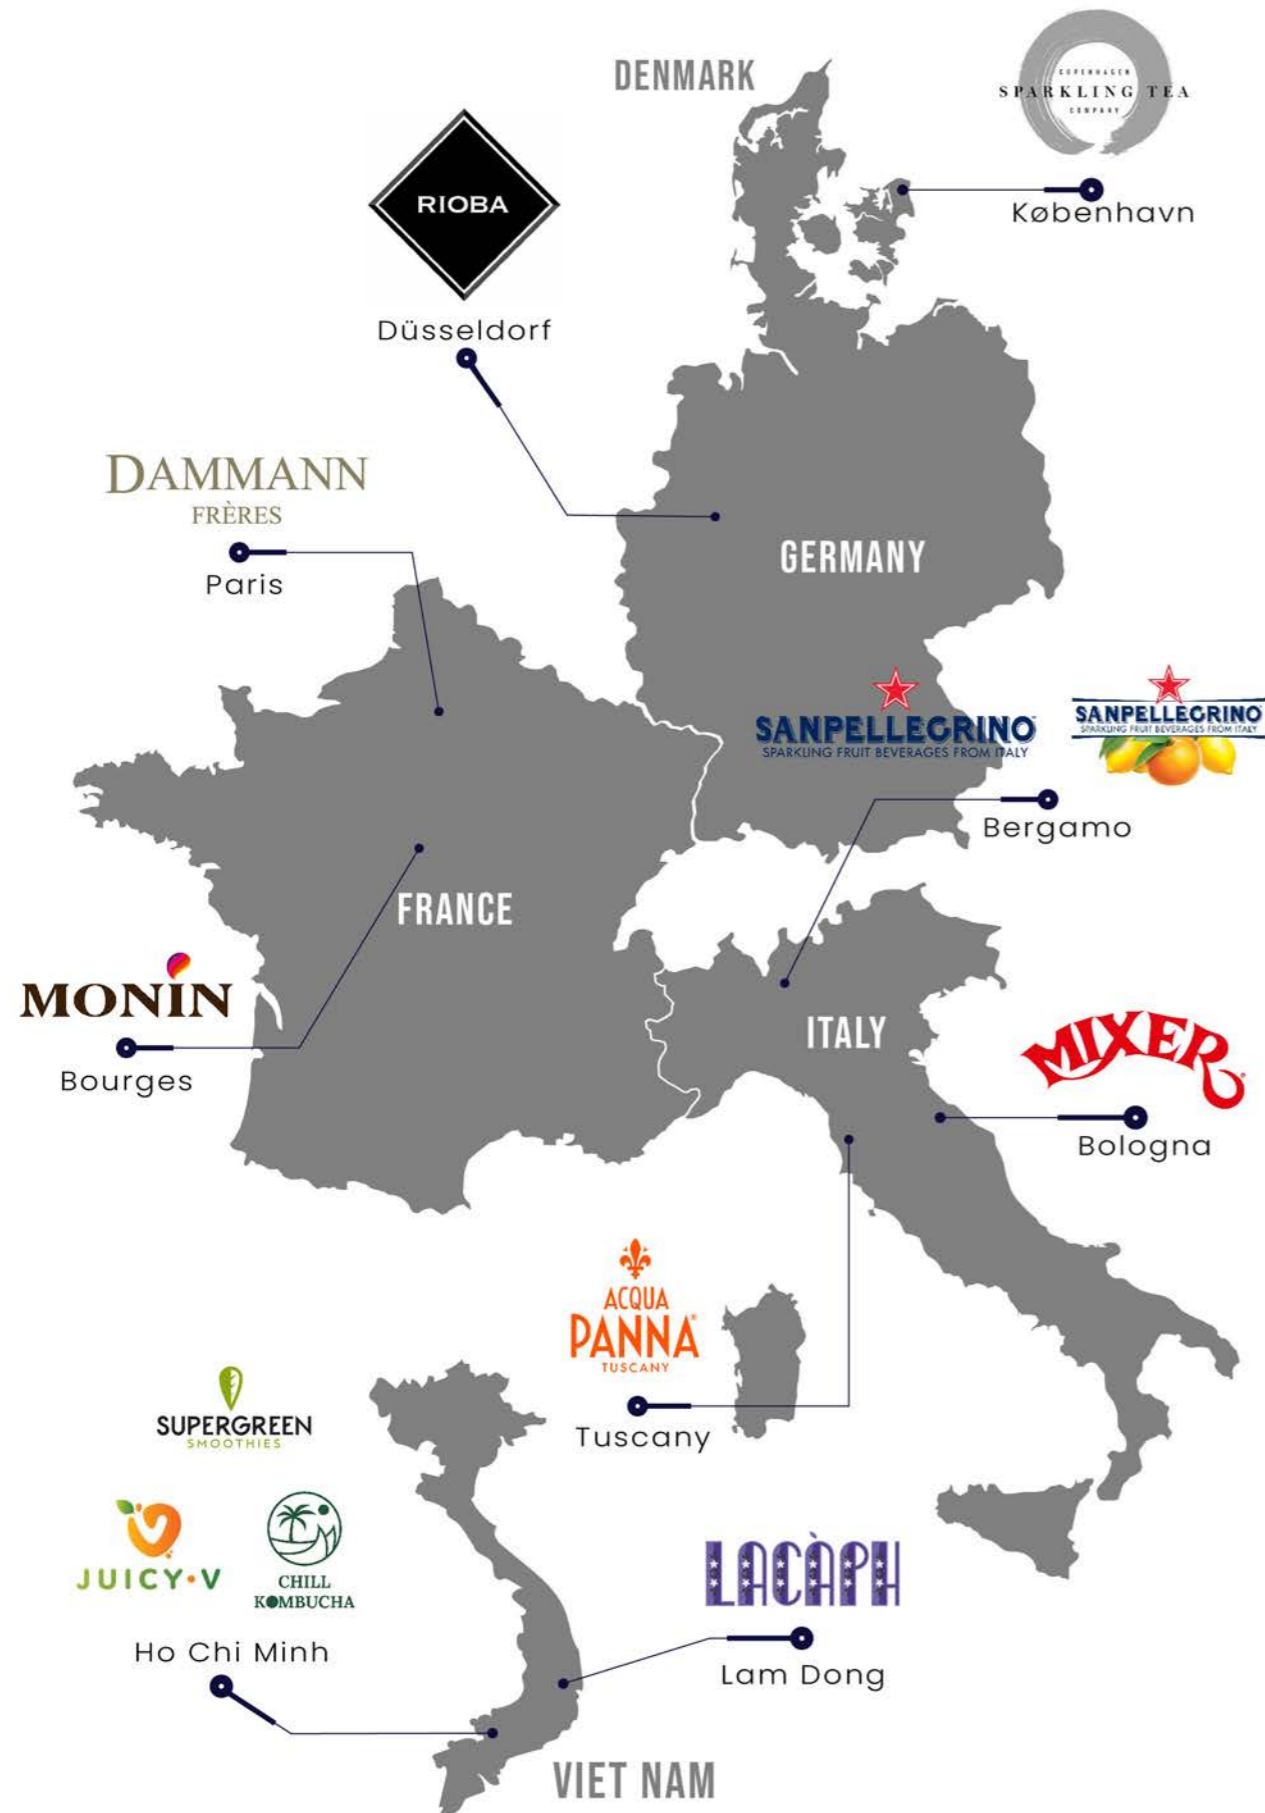 DENMARK
COPENHAGEN
SPARKLING TEA
COMPANY
København
RIOBA
Düsseldorf
DAMMANN
FRÈRES
Paris
GERMANY
SANPELLEGRINO
SPARKLING FRUIT BEVERAGES FROM ITALY
SANPELLEGRINO
SPARKLING FRUIT BEVERAGES FROM ITALY
Bergamo
FRANCE
MONIN
Bourges
ITALY
MIXER
Bologna
ACQUA
PANNA
TUSCANY
Tuscany
SUPERGREEN
SMOOTHIES
JUICY·V
CHILL
KOMBUCHA
Ho Chi Minh
LACÀPH
Lam Dong
VIET NAM